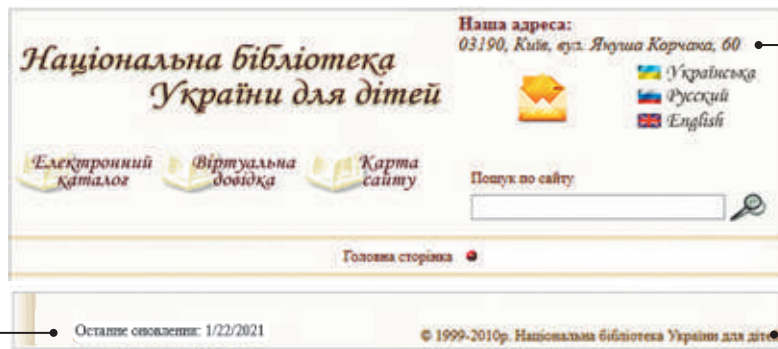 Наша адреса:
03190, Київ, вул. Януша Корчака, 60
Національна бібліотека
України для дітей
Українська
Русский
English
Електронний каталог
Віртуальна довідка
Карта сайту
Пошук по сайту
Головна сторінка
Останнє оновлення: 1/22/2021
© 1999-2010р. Національна бібліотека України для діте